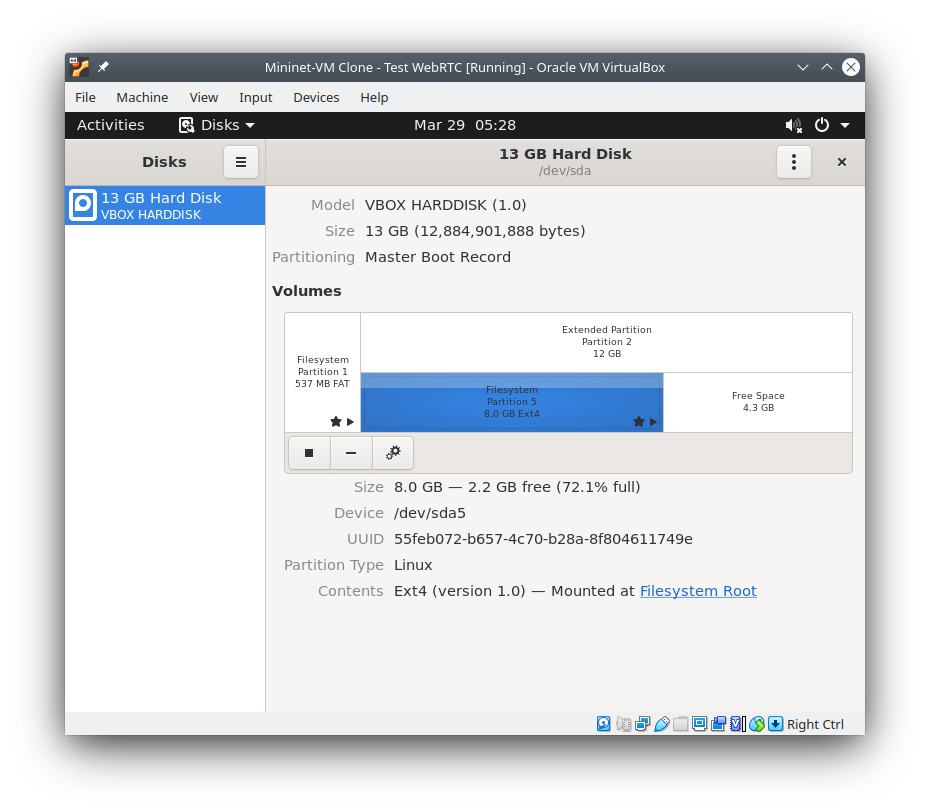 Mininet-VM Clone - Test WebRTC [Running] - Oracle VM VirtualBox
File Machine View Input Devices Help
Activities Disks Mar 29 05:28
Disks
13 GB Hard Disk
/dev/sda
13 GB Hard Disk
VBOX HARDDISK
Model VBOX HARDDISK (1.0)
Size 13 GB (12,884,901,888 bytes)
Partitioning Master Boot Record
Volumes
Filesystem
Partition 1
537 MB FAT
Extended Partition
Partition 2
12 GB
Filesystem
Partition 5
8.0 GB Ext4
Free Space
4.3 GB
Size 8.0 GB — 2.2 GB free (72.1% full)
Device /dev/sda5
UUID 55feb072-b657-4c70-b28a-8f804611749e
Partition Type Linux
Contents Ext4 (version 1.0) — Mounted at Filesystem Root
Right Ctrl